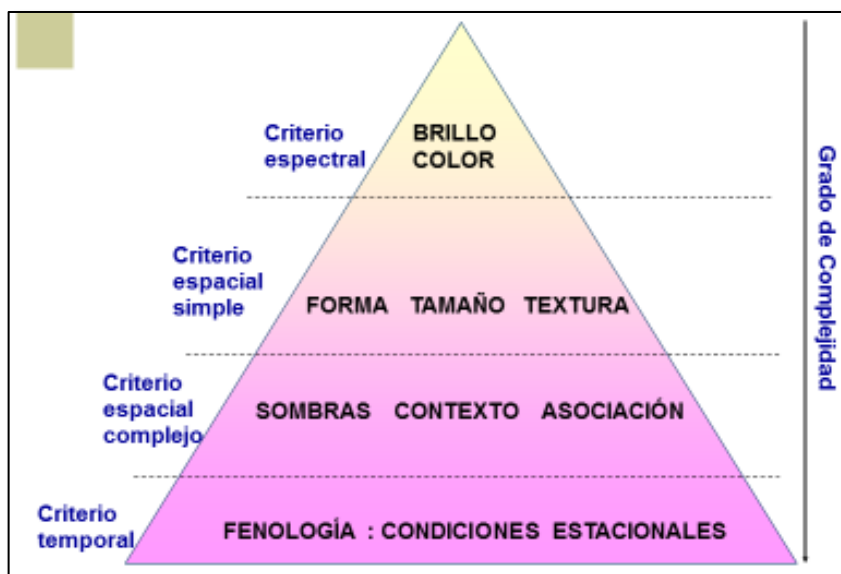 Criterio
espectral
BRILLO
COLOR
Criterio
espacial
simple
FORMA TAMAÑO TEXTURA
Criterio
espacial
complejo
SOMBRAS CONTEXTO ASOCIACIÓN
Criterio
temporal
FENOLOGÍA : CONDICIONES ESTACIONALES
Grado de Complejidad